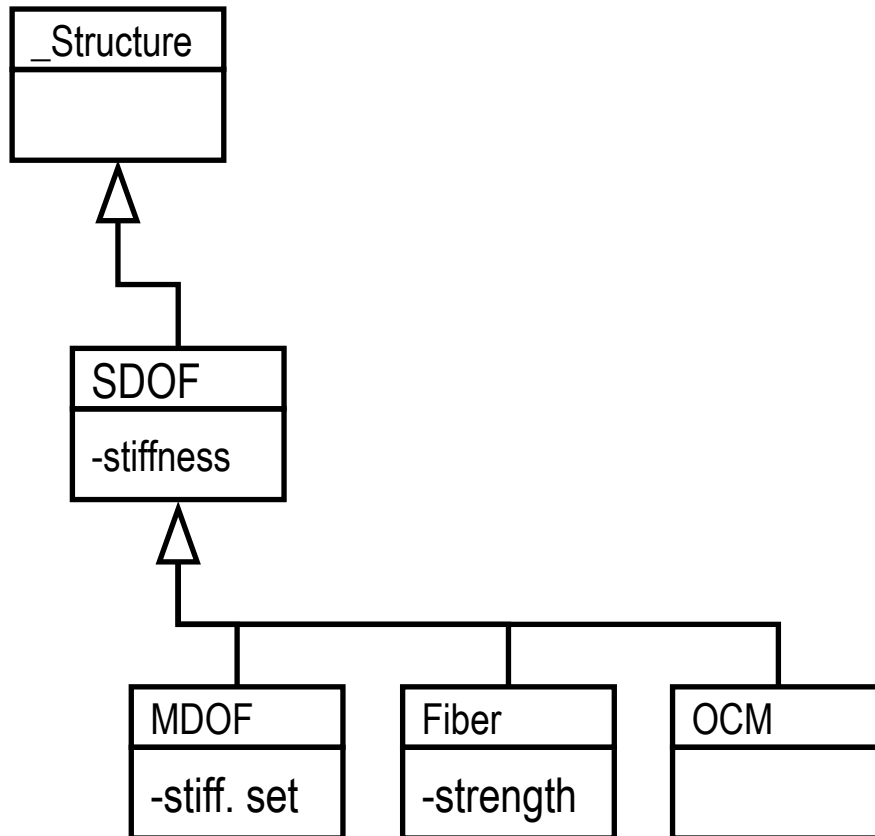 _Structure
SDOF
-stiffness
MDOF
-stiff. set
Fiber
-strength
OCM